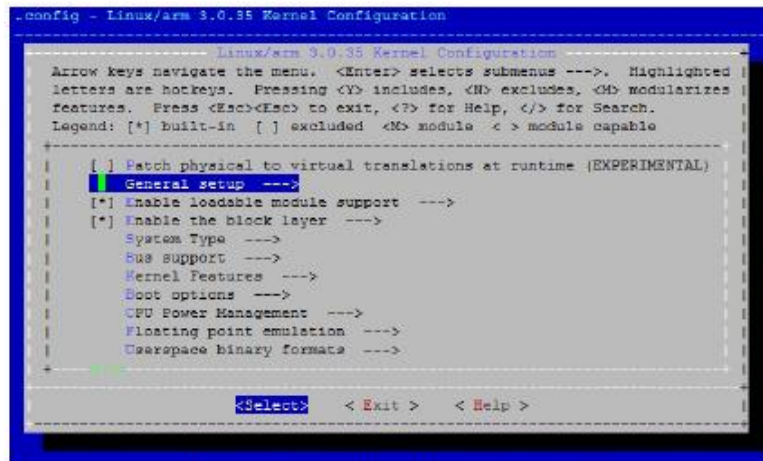 .config - Linux/arm 3.0.35 Kernel Configuration
Linux/arm 3.0.35 Kernel Configuration
Arrow keys navigate the menu. <Enter> selects submenus --->. Highlighted
letters are hotkeys. Pressing <Y> includes, <N> excludes, <M> modularizes
features. Press <Esc><Esc> to exit, <?> for Help, </> for Search.
Legend: [*] built-in [ ] excluded <M> module < > module capable
[ ] Patch physical to virtual translations at runtime (EXPERIMENTAL)
General setup --->
[*] Enable loadable module support --->
[*] Enable the block layer --->
System Type --->
Bus support --->
Kernel Features --->
Boot options --->
CPU Power Management --->
Floating point emulation --->
Userspace binary formats --->
<Select> < Exit > < Help >